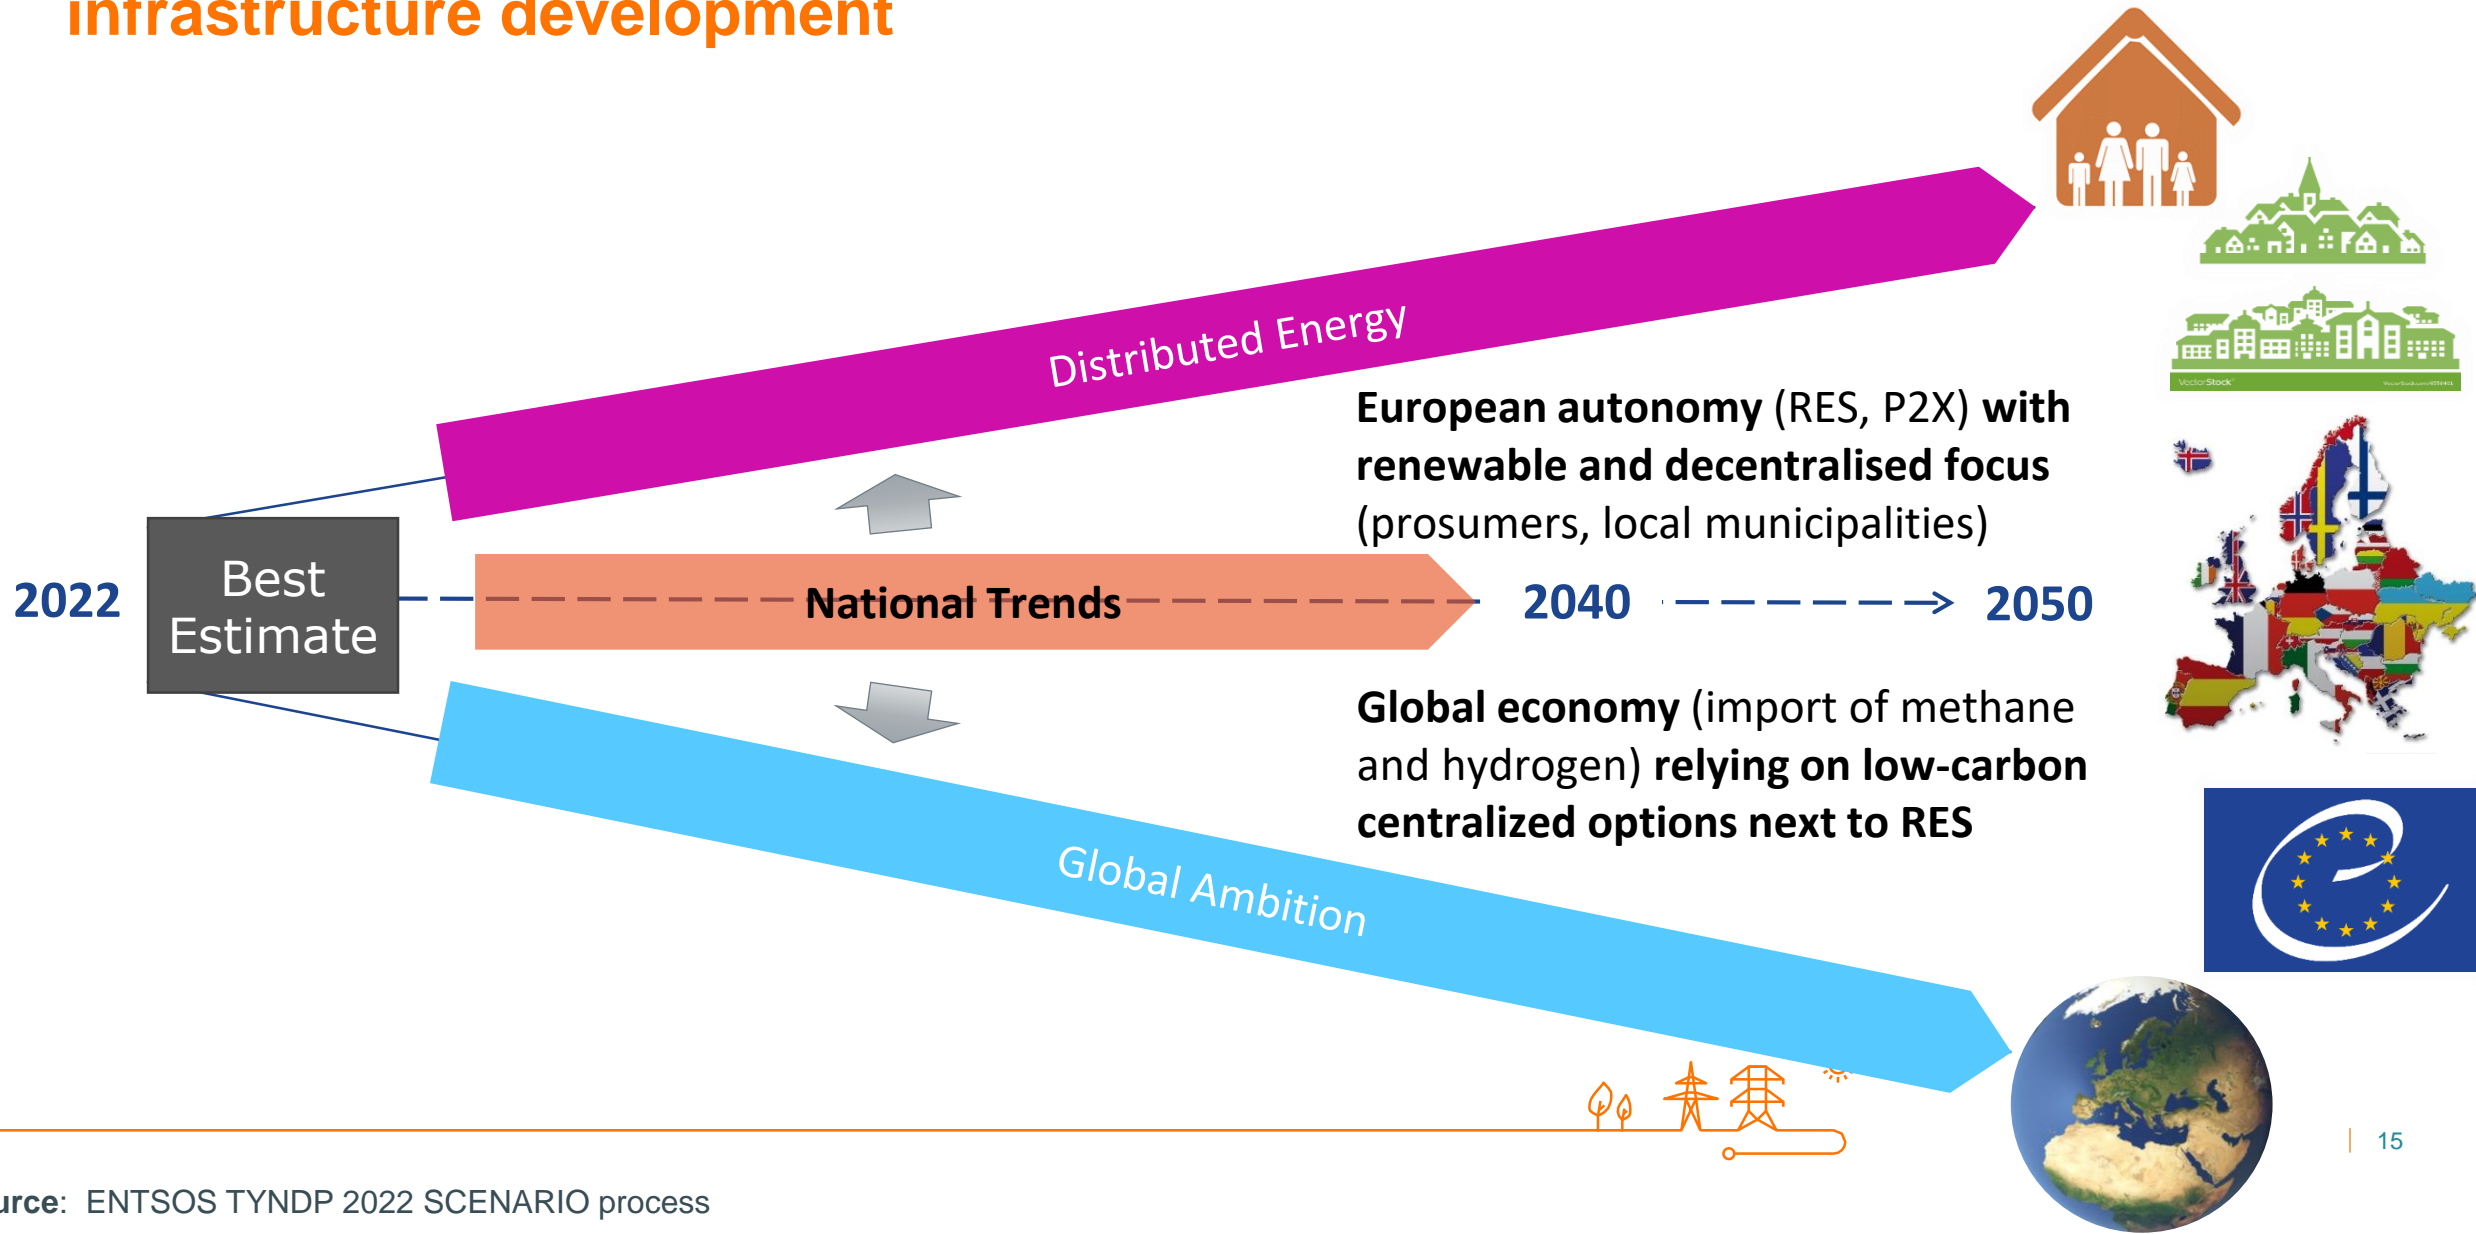 infrastructure development
Distributed Energy
VectorStock
European autonomy (RES, P2X) with
renewable and decentralised focus
(prosumers, local municipalities)
2022
Best
Estimate
National Trends
2040
2050
Global economy (import of methane
and hydrogen) relying on low-carbon
centralized options next to RES
Global Ambition
15
urce: ENTSOS TYNDP 2022 SCENARIO process